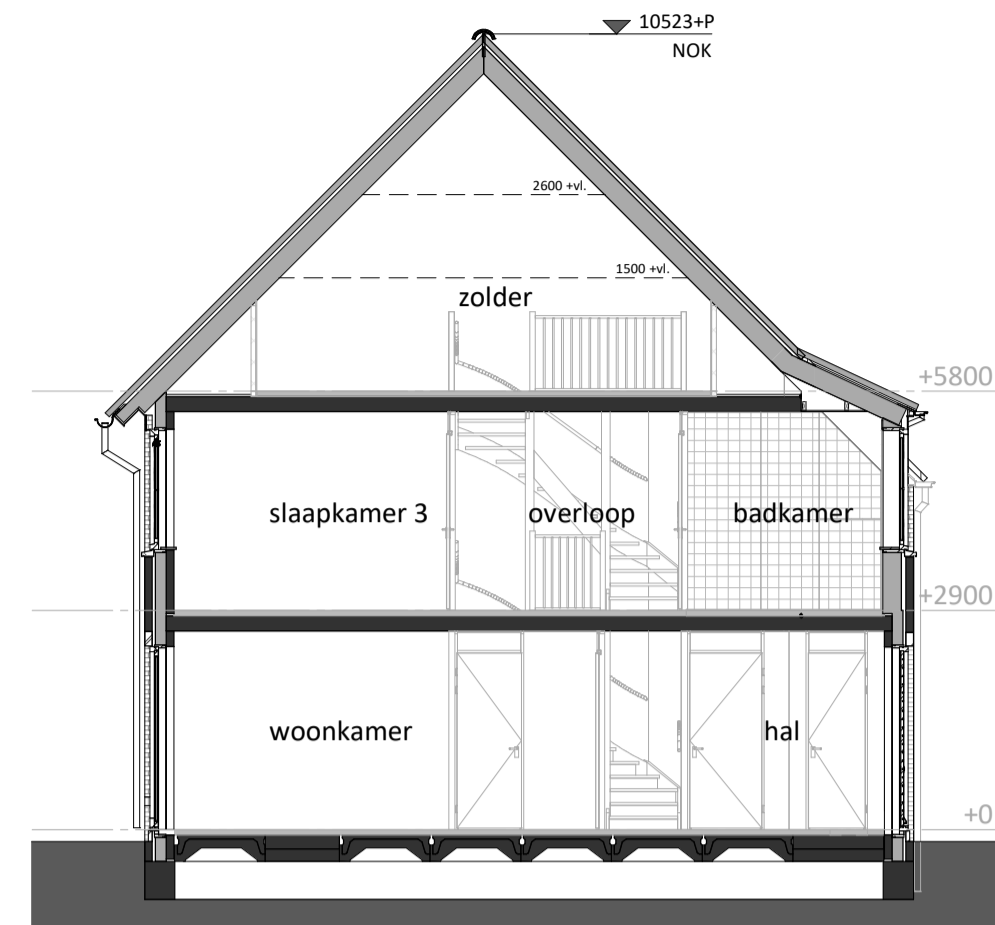 10523+P
NOK
2600 +vl.
1500 +vl.
zolder
+5800
slaapkamer 3
overloop
badkamer
+2900
woonkamer
hal
+0